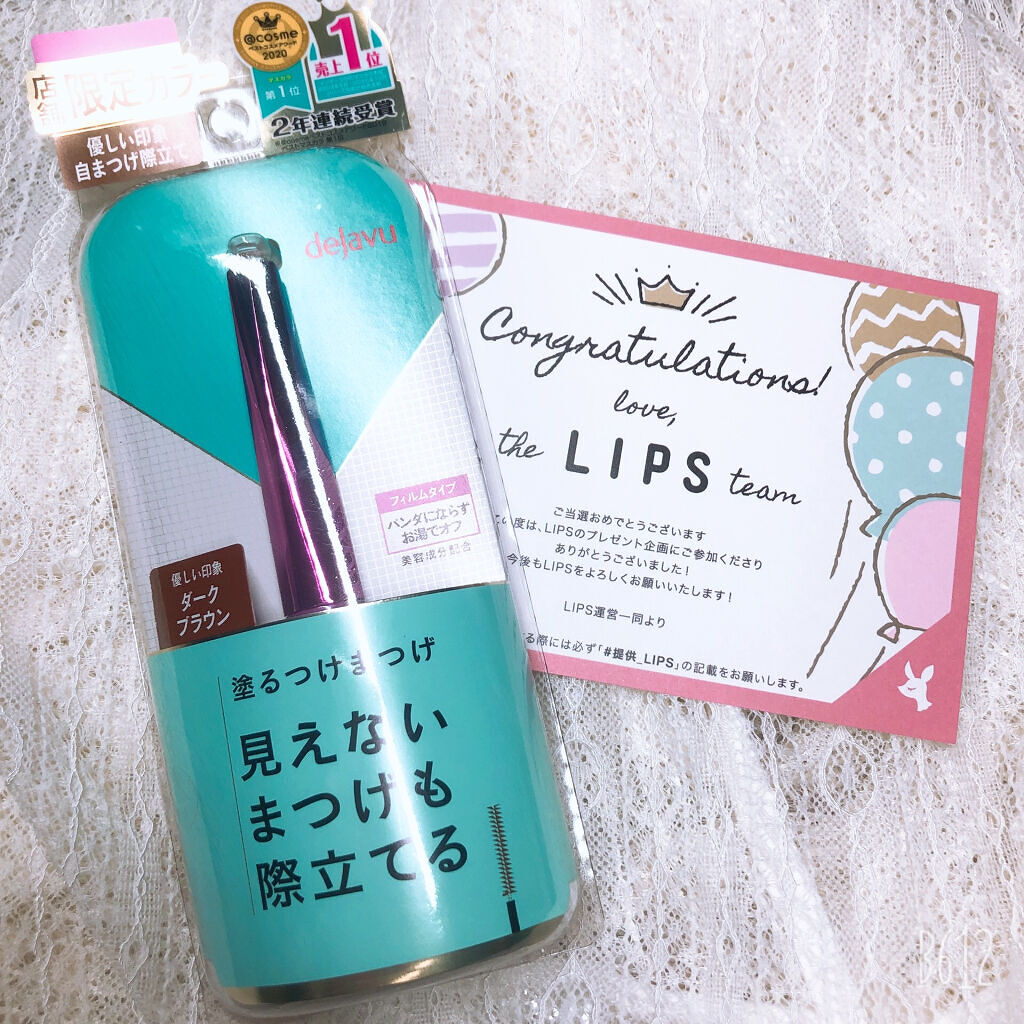 店舗
限定カラー
優しい印象
自まつげ際立て
@cosme
ベストコスメアワード
2020
マスカラ
第1位
売上1位
2年連続受賞
dejavu
フィルムタイプ
パンダにならず
お湯でオフ
美容成分配合
優しい印象
ダーク
ブラウン
塗るつけまつげ
見えない
まつげも
際立てる
Congratulations!
love,
the LIPS team
ご当選おめでとうございます
の度は、LIPSのプレゼント企画にご参加くださり
ありがとうございました!
今後もLIPSをよろしくお願いいたします!
LIPS運営一同より
る際には必ず「#提供_LIPS」の記載をお願いします。
B612